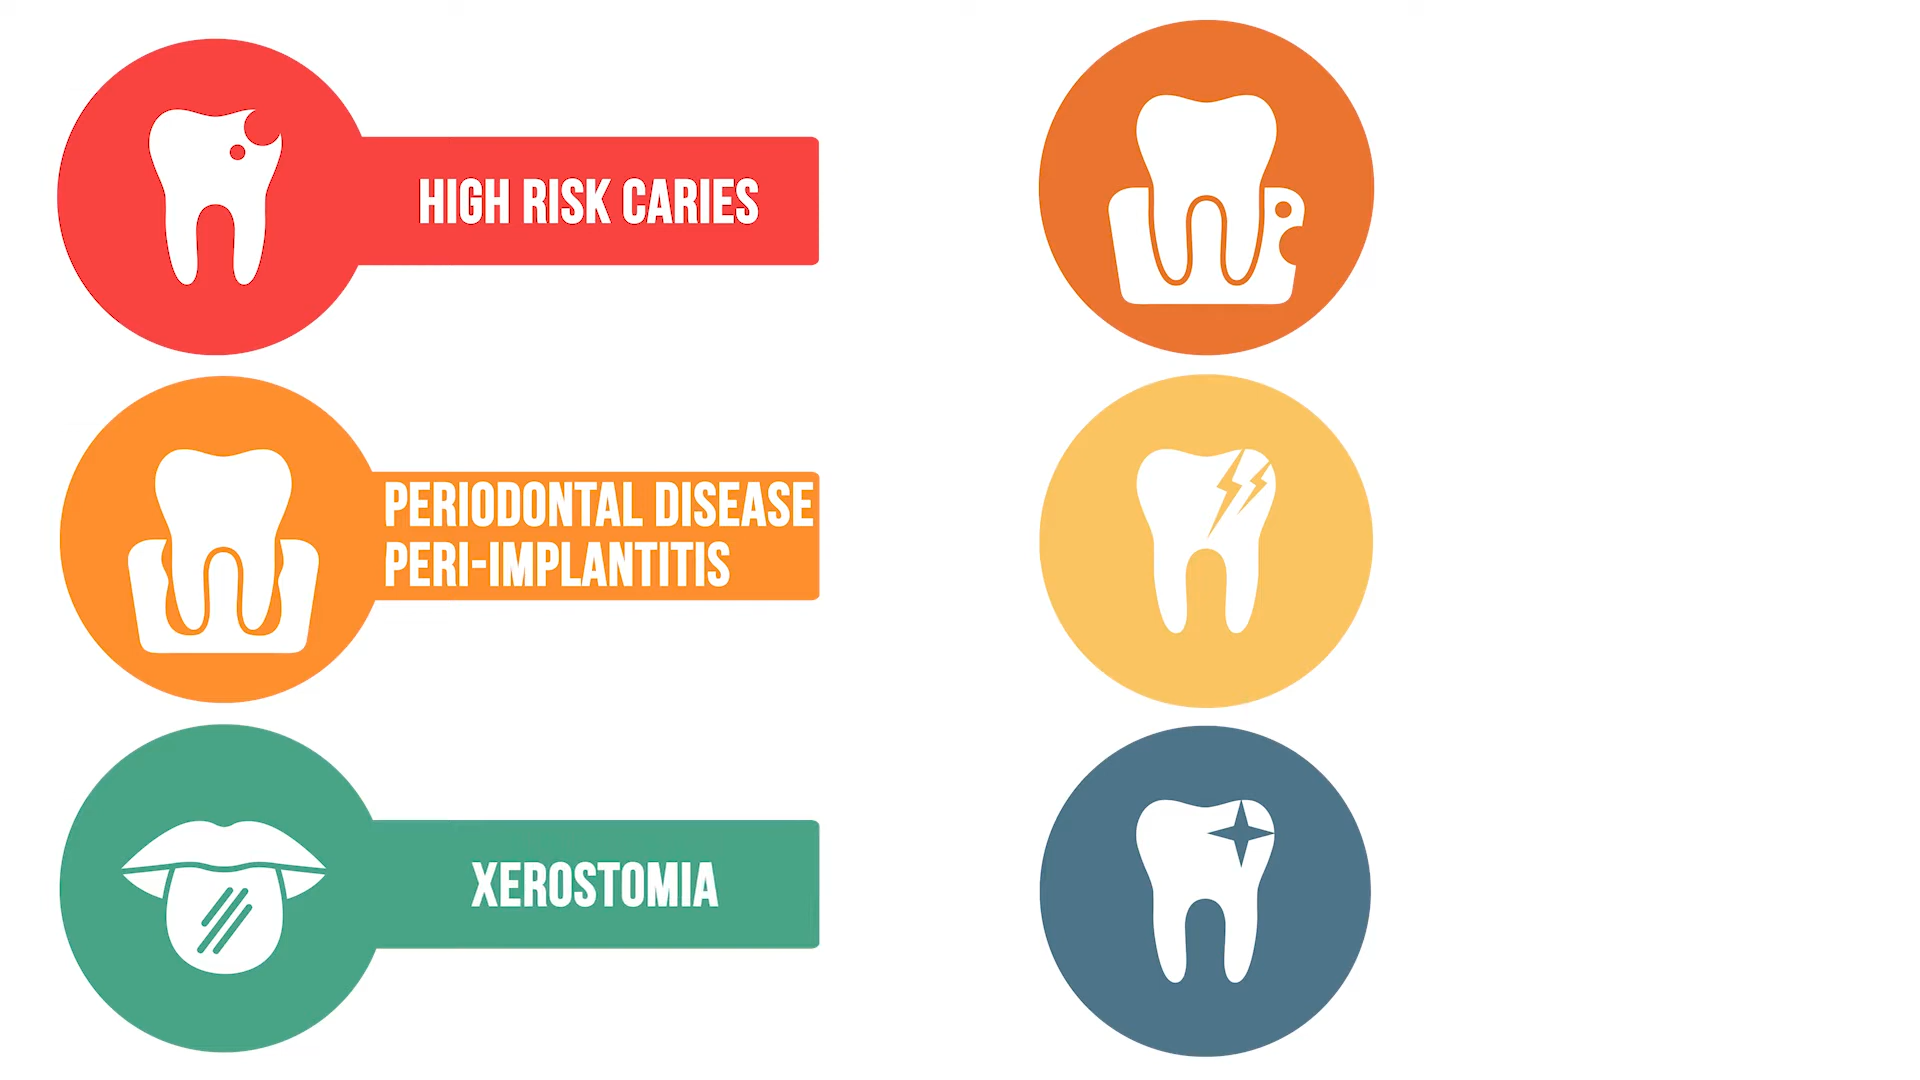 HIGH RISK CARIES
PERIODONTAL DISEASE
PERI-IMPLANTITIS
XEROSTOMIA